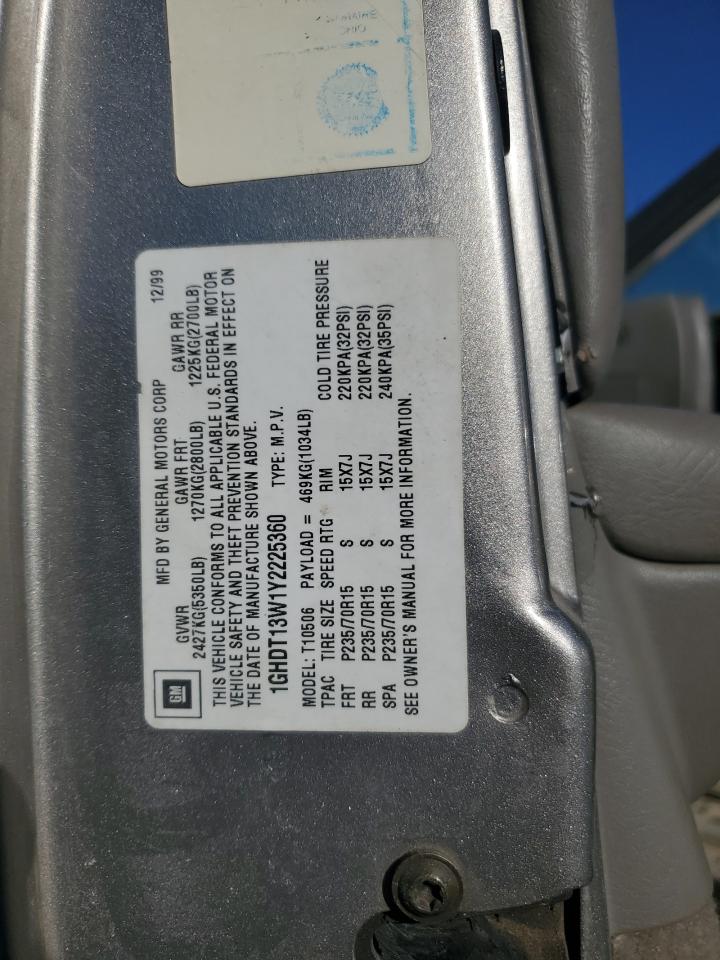 GM
MFD BY GENERAL MOTORS CORP 12/99
GVWR GAWR FRT GAWR RR
2427KG(5350LB) 1270KG(2800LB) 1225KG(2700LB)
THIS VEHICLE CONFORMS TO ALL APPLICABLE U.S. FEDERAL MOTOR
VEHICLE SAFETY AND THEFT PREVENTION STANDARDS IN EFFECT ON
THE DATE OF MANUFACTURE SHOWN ABOVE.
1GHDT13W1Y2225360 TYPE: M.P.V.
MODEL: T10506 PAYLOAD = 469KG(1034LB)
TPAC TIRE SIZE SPEED RTG RIM COLD TIRE PRESSURE
FRT P235/70R15 S 15X7J 220KPA(32PSI)
RR P235/70R15 S 15X7J 220KPA(32PSI)
SPA P235/70R15 S 15X7J 240KPA(35PSI)
SEE OWNER'S MANUAL FOR MORE INFORMATION.